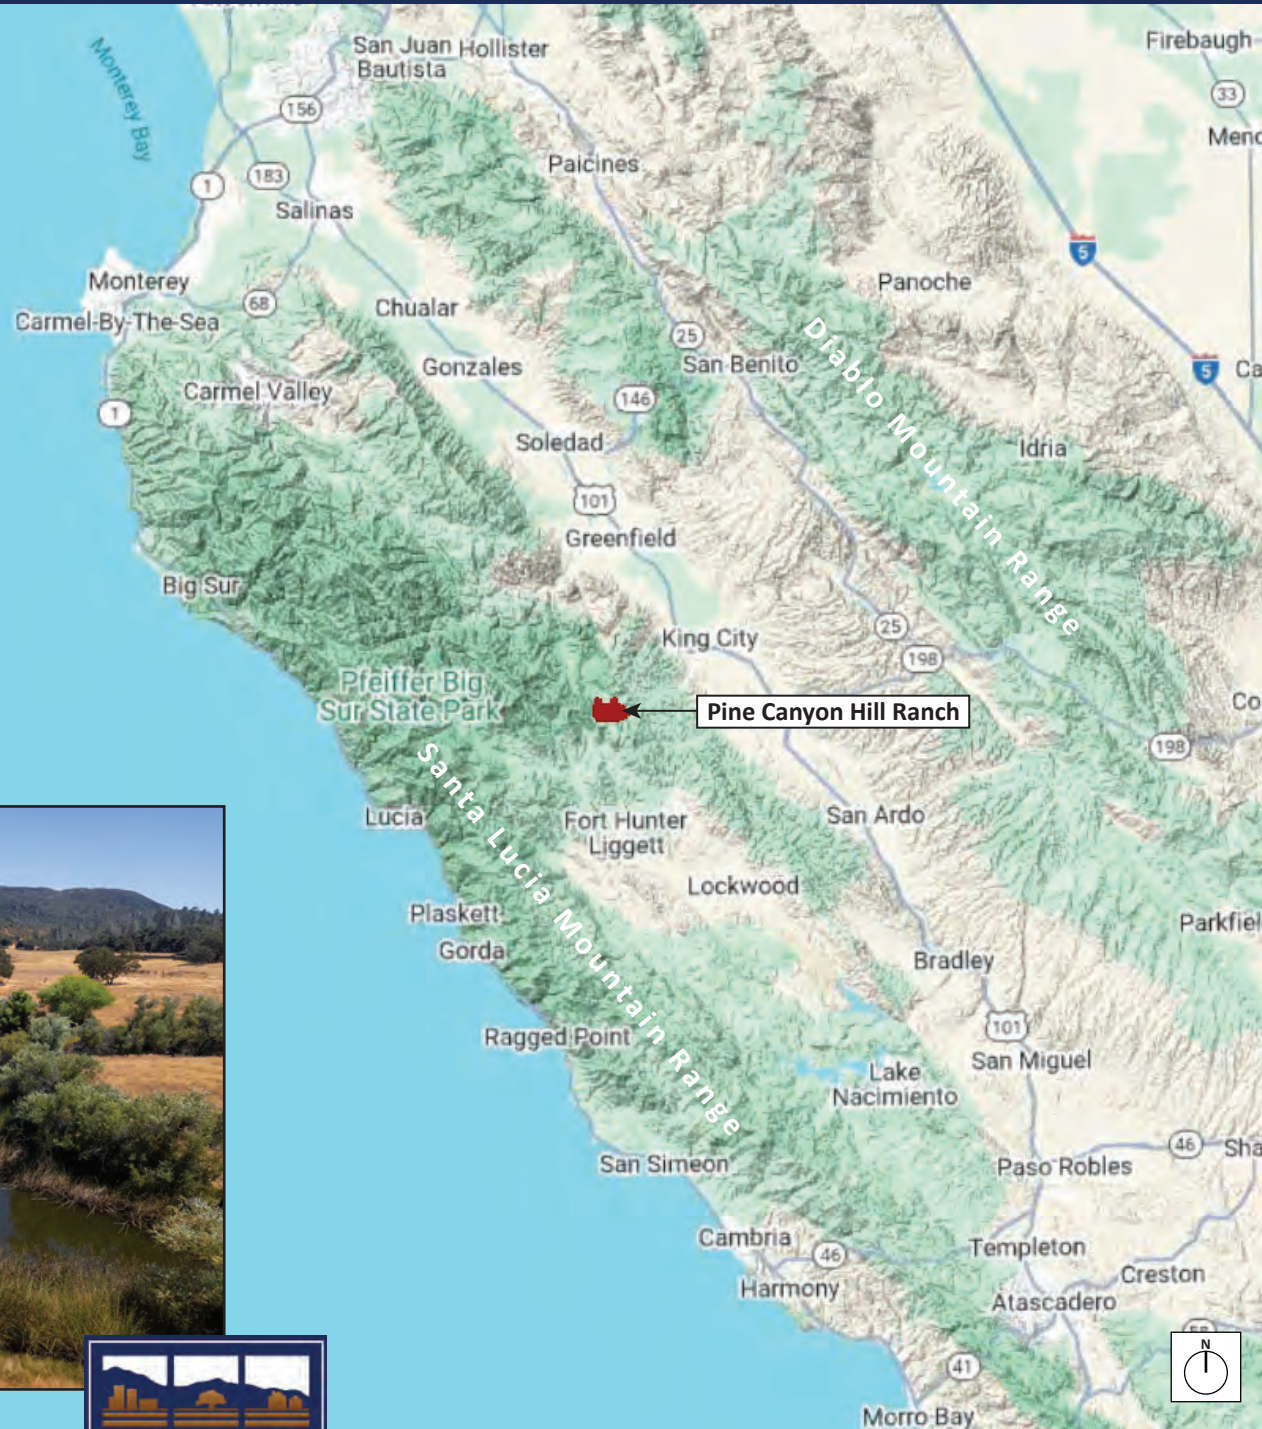 San Juan
Bautista
Hollister
Firebaugh
33
156
Monterey Bay
Paicines
183
1
Salinas
5
Monterey
Panoche
68
Chualar
Carmel-By-The-Sea
25
Diablo Mountain Range
Gonzales
San Benito
5
Carmel Valley
146
1
Soledad
Idria
101
Greenfield
Big Sur
25
King City
198
Pfeiffer Big
Sur State Park
Pine Canyon Hill Ranch
198
Santa Lucia Mountain Range
Lucia
Fort Hunter
Liggett
San Ardo
Lockwood
Plaskett
Gorda
Bradley
101
Ragged Point
San Miguel
Lake
Nacimiento
46
San Simeon
Paso Robles
Cambria
46
Templeton
Harmony
Creston
Atascadero
N
41
Morro Bay